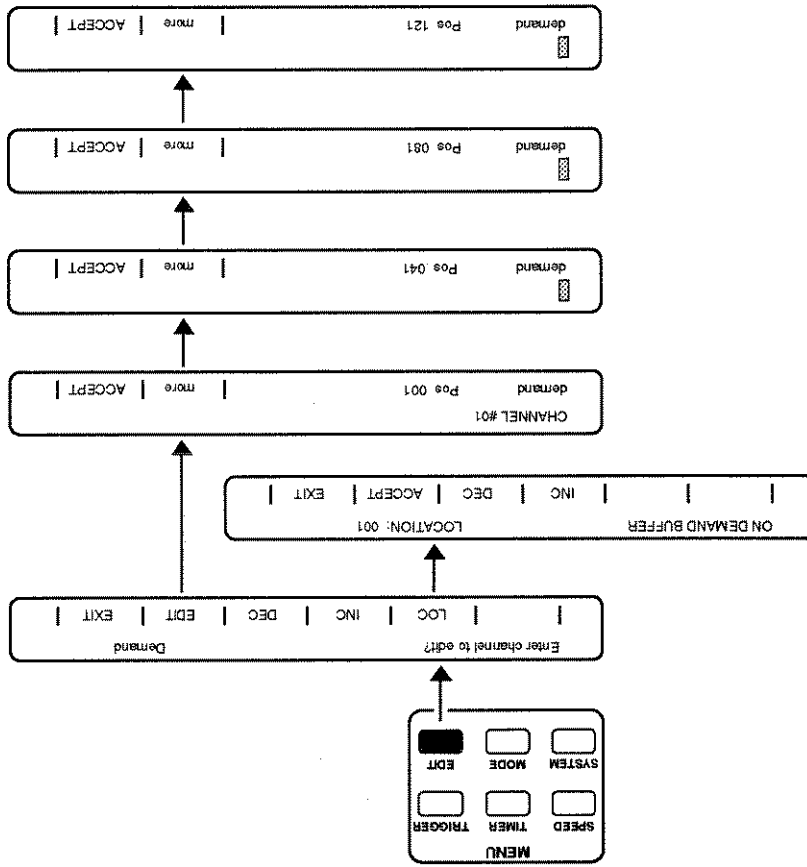 MENU
SPEED TIMER TRIGGER
SYSTEM MODE EDIT
Enter channel to edit? Demand
| | LOC | INC | DEC | EDIT | EXIT |
ON DEMAND BUFFER LOCATION: 001
| | | INC | DEC | ACCEPT | EXIT |
CHANNEL #01
demand Pos 001 | more | ACCEPT |
demand Pos 041 | more | ACCEPT |
demand Pos 081 | more | ACCEPT |
demand Pos 121 | more | ACCEPT |